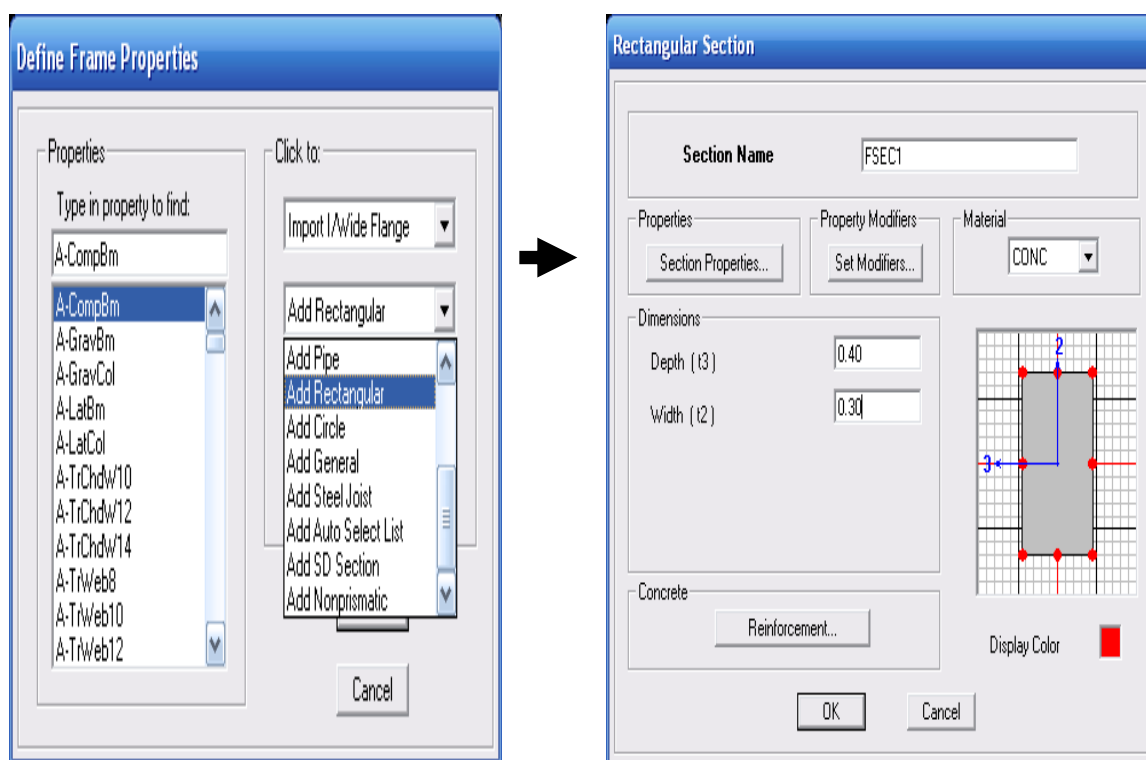 Define Frame Properties
Properties
Type in property to find:
A-CompBm
A-CompBm
A-GravBm
A-GravCol
A-LatBm
A-LatCol
A-TrChdW10
A-TrChdW12
A-TrChdW14
A-TrWeb8
A-TrWeb10
A-TrWeb12
Click to:
Import I/Wide Flange
Add Rectangular
Add Pipe
Add Rectangular
Add Circle
Add General
Add Steel Joist
Add Auto Select List
Add SD Section
Add Nonprismatic
Cancel
Rectangular Section
Section Name FSEC1
Properties
Section Properties...
Property Modifiers
Set Modifiers...
Material
CONC
Dimensions
Depth ( t3 ) 0.40
Width ( t2 ) 0.30
2
3
Concrete
Reinforcement...
Display Color
OK Cancel